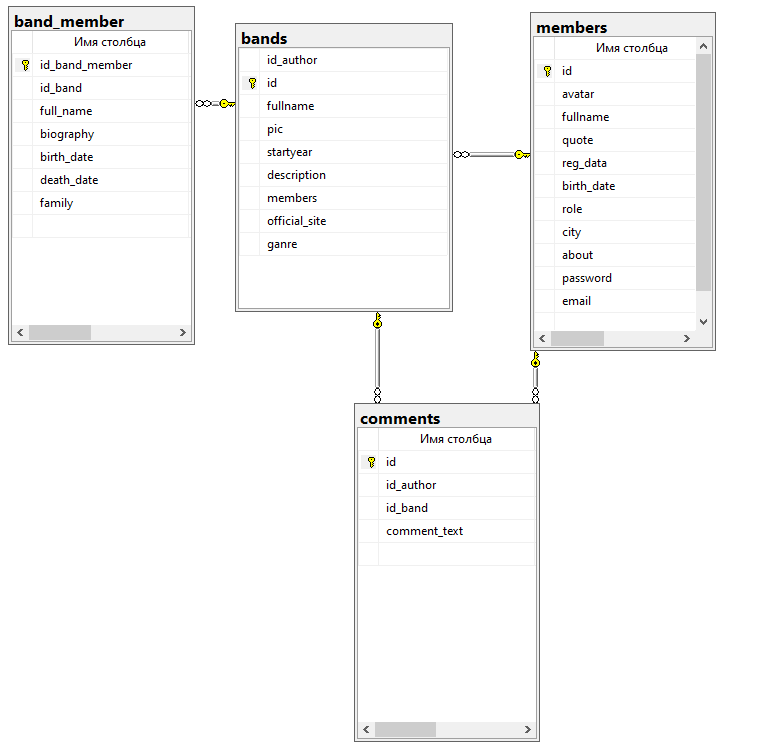 band_member
Имя столбца
id_band_member
id_band
full_name
biography
birth_date
death_date
family
bands
id_author
id
fullname
pic
startyear
description
members
official_site
ganre
members
Имя столбца
id
avatar
fullname
quote
reg_data
birth_date
role
city
about
password
email
comments
Имя столбца
id
id_author
id_band
comment_text